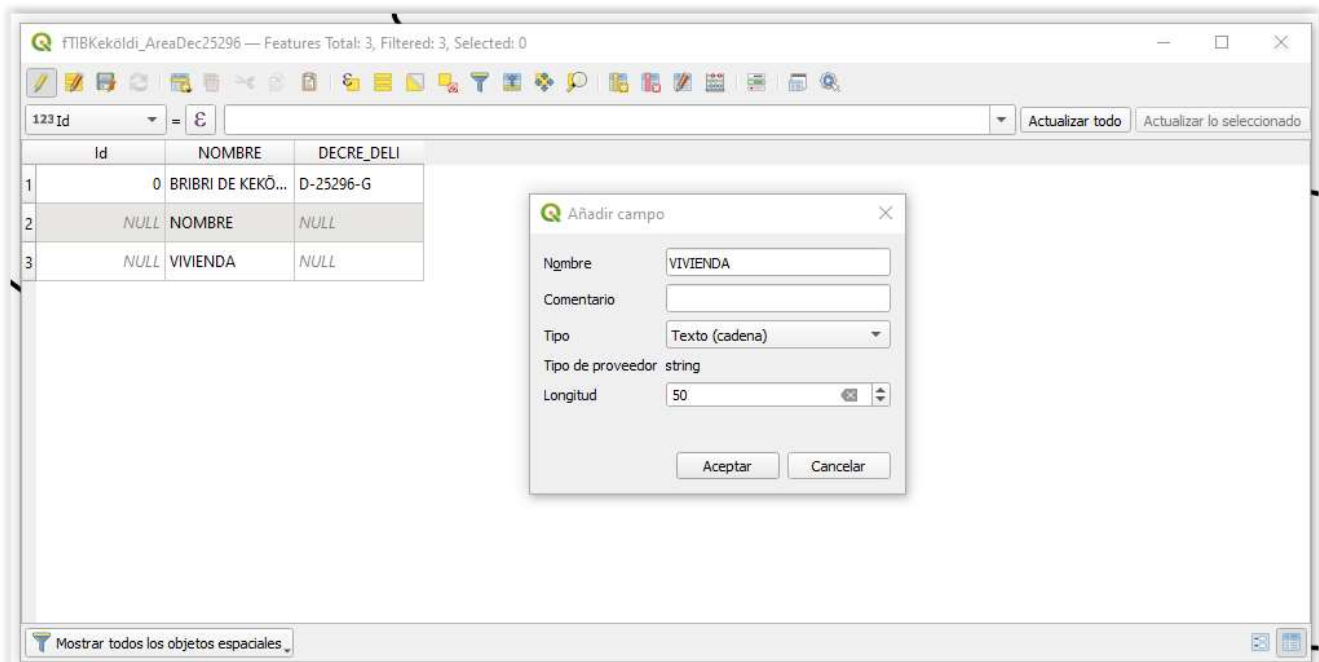 fTIBKeköldi_AreaDec25296 — Features Total: 3, Filtered: 3, Selected: 0
123 Id = ε Actualizar todo Actualizar lo seleccionado
Id NOMBRE DECRE_DELI
1 0 BRIBRI DE KEKÖ... D-25296-G
2 NULL NOMBRE NULL
3 NULL VIVIENDA NULL
Añadir campo
Nombre VIVIENDA
Comentario
Tipo Texto (cadena)
Tipo de proveedor string
Longitud 50
Aceptar Cancelar
Mostrar todos los objetos espaciales